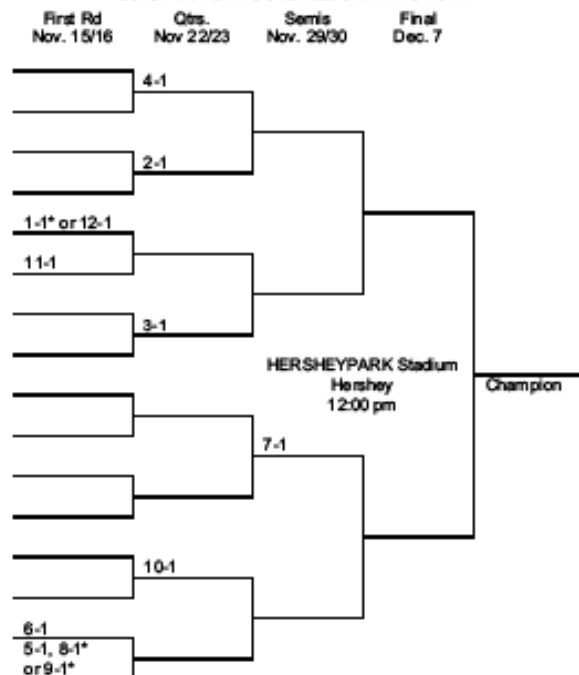 First Rd Qtrs. Semis Final
Nov. 15/16 Nov 22/23 Nov. 29/30 Dec. 7
4-1
2-1
1-1* or 12-1
11-1
3-1
HERSHEYPARK Stadium
Hershey
12:00 pm
Champion
7-1
10-1
6-1
5-1, 8-1*
or 9-1*